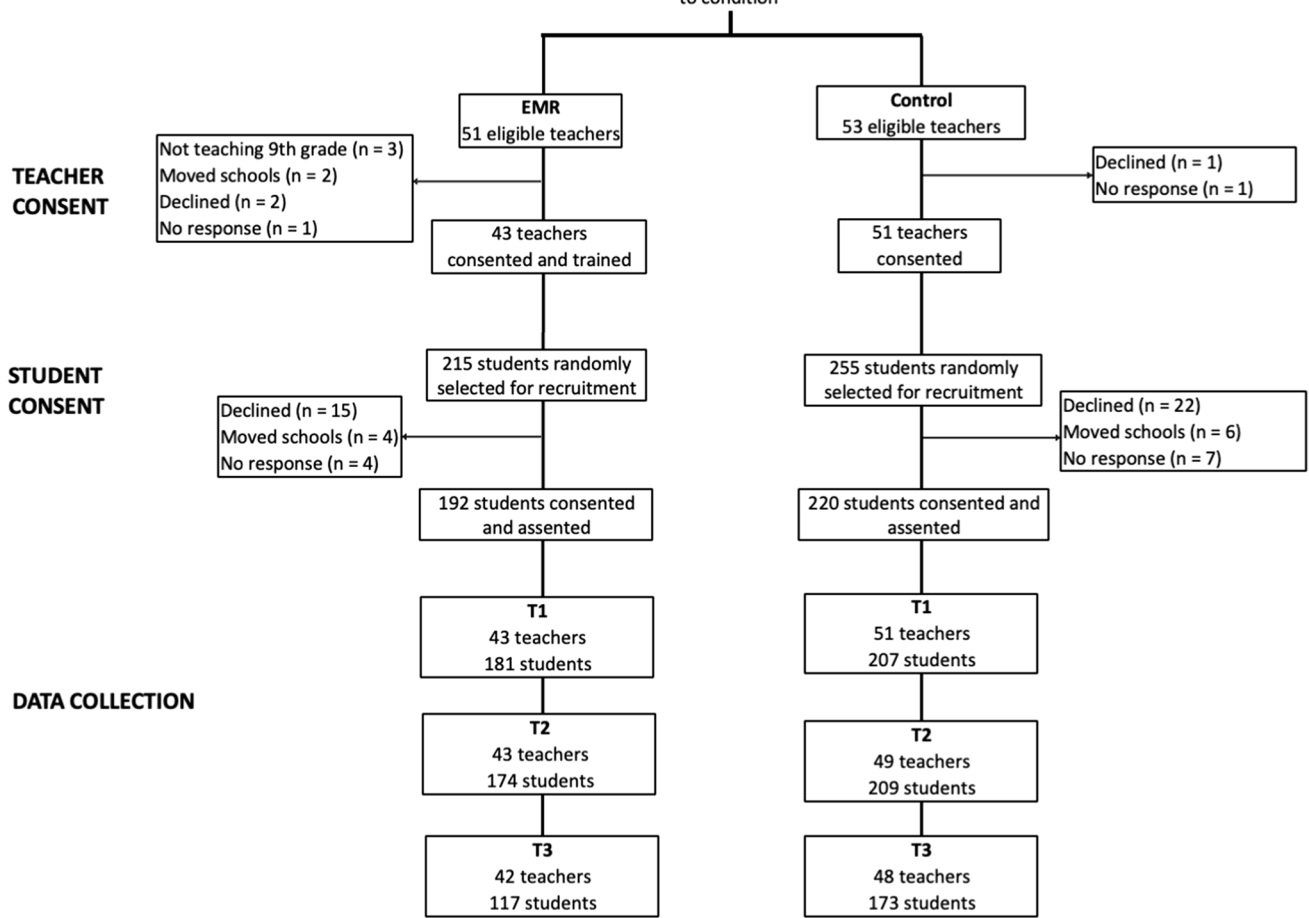 to condition
EMR
51 eligible teachers
Control
53 eligible teachers
TEACHER
CONSENT
Not teaching 9th grade (n = 3)
Moved schools (n = 2)
Declined (n = 2)
No response (n = 1)
Declined (n = 1)
No response (n = 1)
43 teachers
consented and trained
51 teachers
consented
STUDENT
CONSENT
215 students randomly
selected for recruitment
255 students randomly
selected for recruitment
Declined (n = 15)
Moved schools (n = 4)
No response (n = 4)
Declined (n = 22)
Moved schools (n = 6)
No response (n = 7)
192 students consented
and assented
220 students consented and
assented
DATA COLLECTION
T1
43 teachers
181 students
T1
51 teachers
207 students
T2
43 teachers
174 students
T2
49 teachers
209 students
T3
42 teachers
117 students
T3
48 teachers
173 students